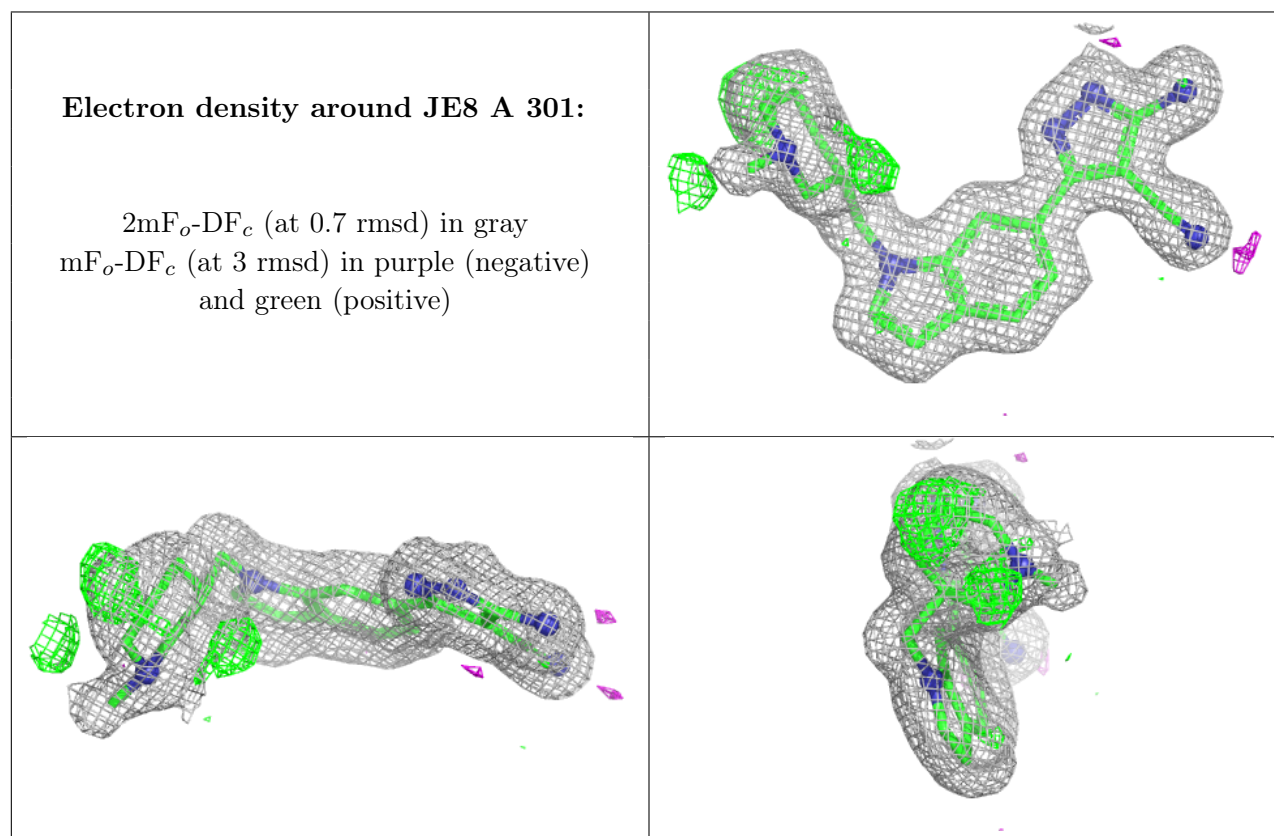 Electron density around JE8 A 301:
2mFo-DFc (at 0.7 rmsd) in gray
mFo-DFc (at 3 rmsd) in purple (negative)
and green (positive)